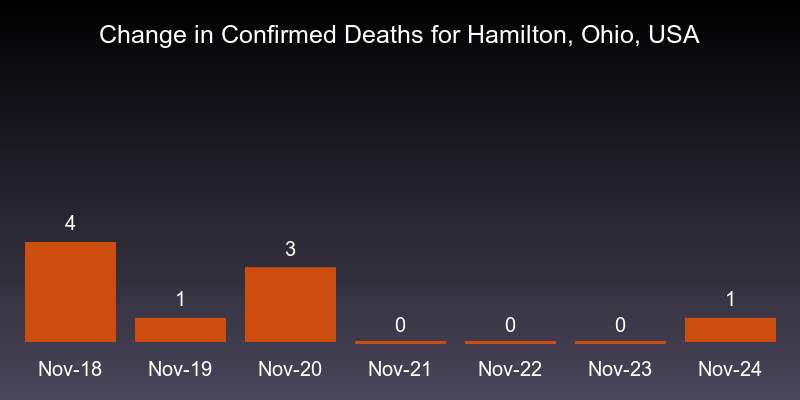 Change in Confirmed Deaths for Hamilton, Ohio, USA
4
1
3
0
0
0
1
Nov-18
Nov-19
Nov-20
Nov-21
Nov-22
Nov-23
Nov-24